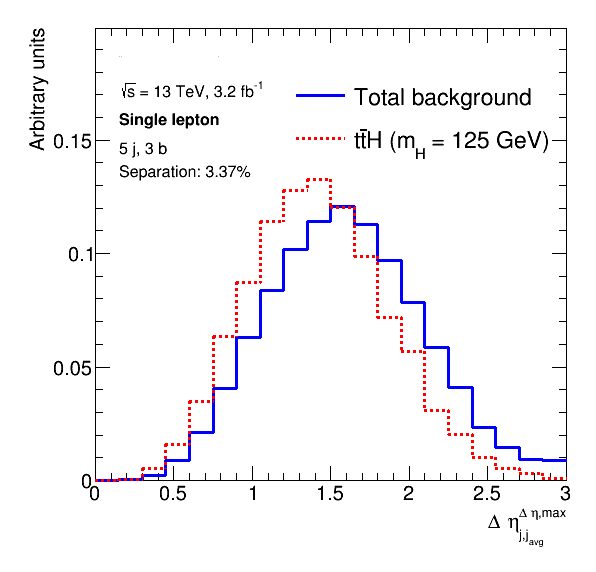 Arbitrary units
√s = 13 TeV, 3.2 fb⁻¹
Single lepton
5 j, 3 b
Separation: 3.37%
Total background
tt̄H (m_H = 125 GeV)
0.15
0.1
0.05
0
0 0.5 1 1.5 2 2.5 3
Δ η_{j,j_{avg}}^{Δ η,max}